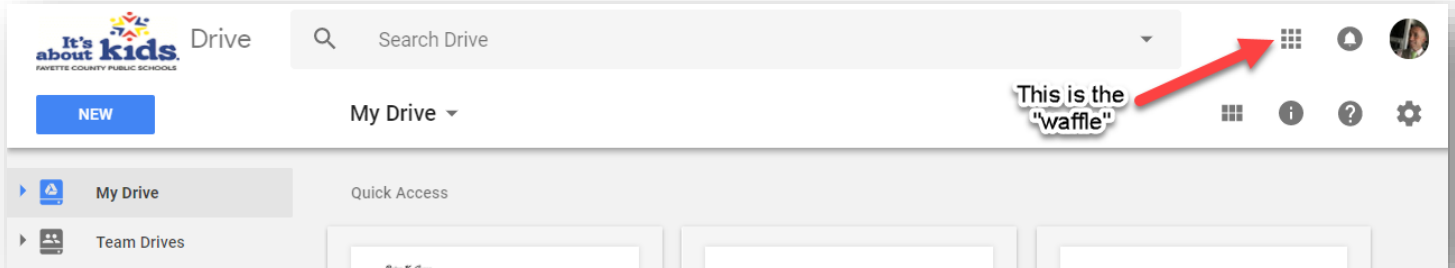 It's
about kids.
FAYETTE COUNTY PUBLIC SCHOOLS
Drive
Search Drive
This is the
"waffle"
NEW
My Drive
My Drive
Quick Access
Team Drives